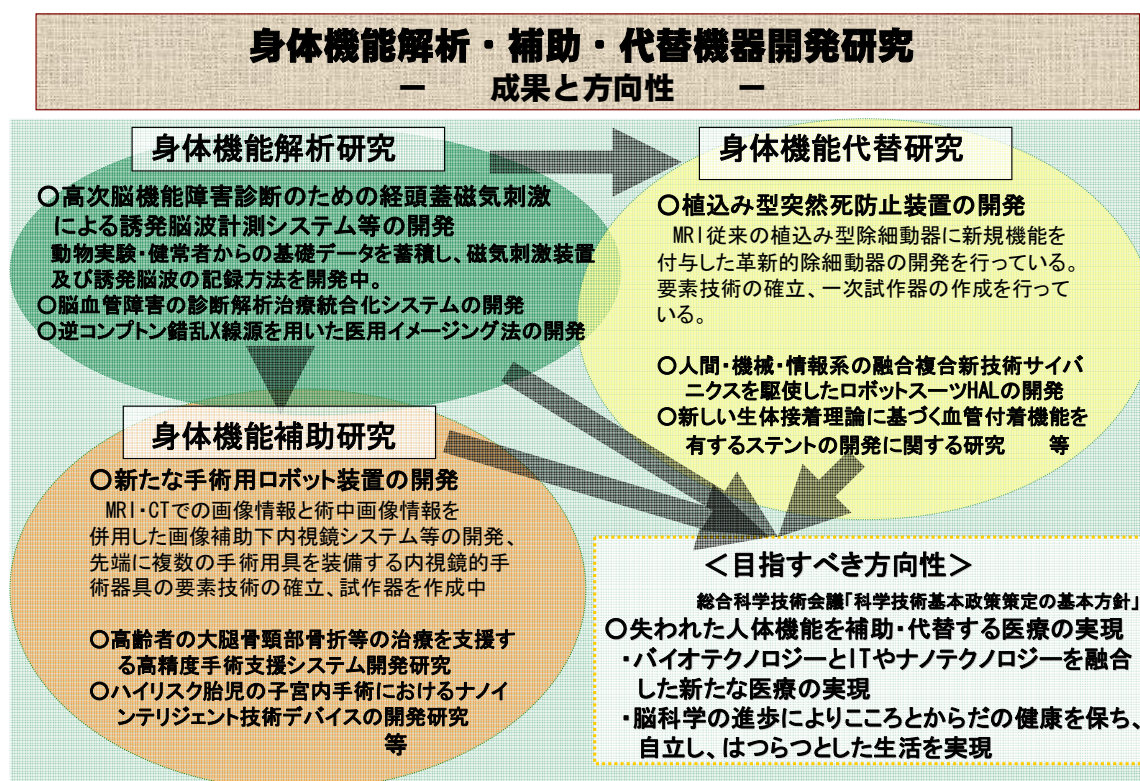 身体機能解析・補助・代替機器開発研究
ー　成果と方向性　ー
身体機能解析研究
〇高次脳機能障害診断のための経頭蓋磁気刺激
による誘発脳波計測システム等の開発
動物実験・健常者からの基礎データを蓄積し、磁気刺激装置
及び誘発脳波の記録方法を開発中。
〇脳血管障害の診断解析治療統合化システムの開発
〇逆コンプトン錯乱X線源を用いた医用イメージング法の開発
身体機能代替研究
〇植込み型突然死防止装置の開発
MRI従来の植込み型除細動器に新規機能を
付与した革新的除細動器の開発を行っている。
要素技術の確立、一次試作器の作成を行って
いる。
〇人間・機械・情報系の融合複合新技術サイバ
ニクスを駆使したロボットスーツHALの開発
〇新しい生体接着理論に基づく血管付着機能を
有するステントの開発に関する研究　等
身体機能補助研究
〇新たな手術用ロボット装置の開発
MRI・CTでの画像情報と術中画像情報を
併用した画像補助下内視鏡システム等の開発、
先端に複数の手術用具を装備する内視鏡的手
術器具の要素技術の確立、試作器を作成中
〇高齢者の大腿骨頸部骨折等の治療を支援す
る高精度手術支援システム開発研究
〇ハイリスク胎児の子宮内手術におけるナノイ
ンテリジェント技術デバイスの開発研究
等
＜目指すべき方向性＞
総合科学技術会議「科学技術基本政策策定の基本方針」
〇失われた人体機能を補助・代替する医療の実現
・バイオテクノロジーとITやナノテクノロジーを融合
した新たな医療の実現
・脳科学の進歩によりこころとからだの健康を保ち、
自立し、はつらつとした生活を実現